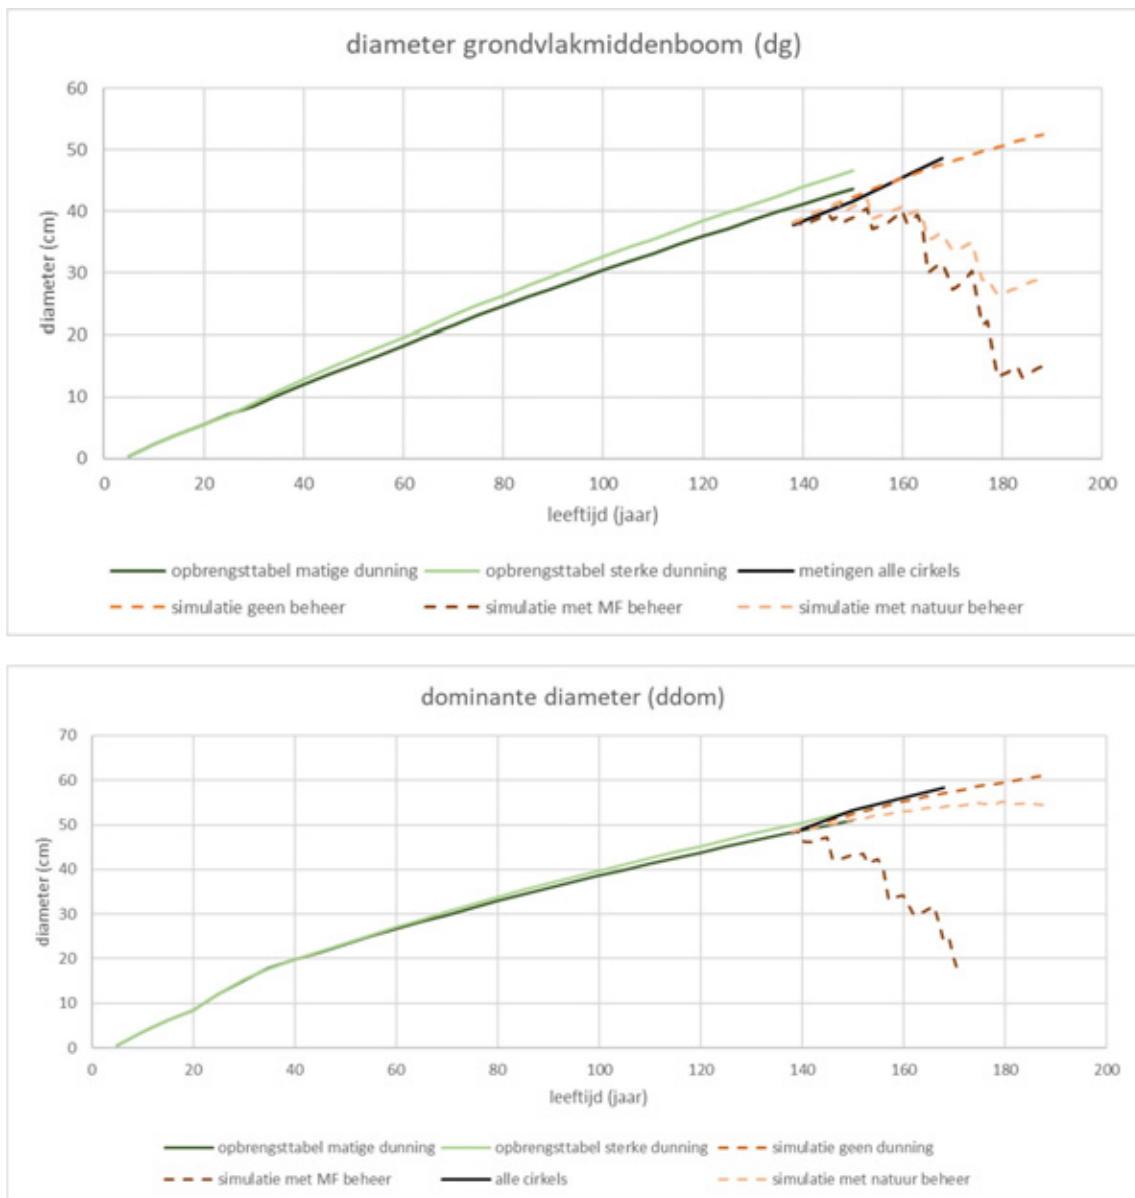 diameter grondvlakmiddenboom (dg)
60
50
40
30
20
10
0
diameter (cm)
0 20 40 60 80 100 120 140 160 180 200
leeftijd (jaar)
opbrengsttabel matige dunning opbrengsttabel sterke dunning metingen alle cirkels
simulatie geen beheer simulatie met MF beheer simulatie met natuur beheer
dominante diameter (ddom)
70
60
50
40
30
20
10
0
diameter (cm)
0 20 40 60 80 100 120 140 160 180 200
leeftijd (jaar)
opbrengsttabel matige dunning opbrengsttabel sterke dunning simulatie geen dunning
simulatie met MF beheer alle cirkels simulatie met natuur beheer